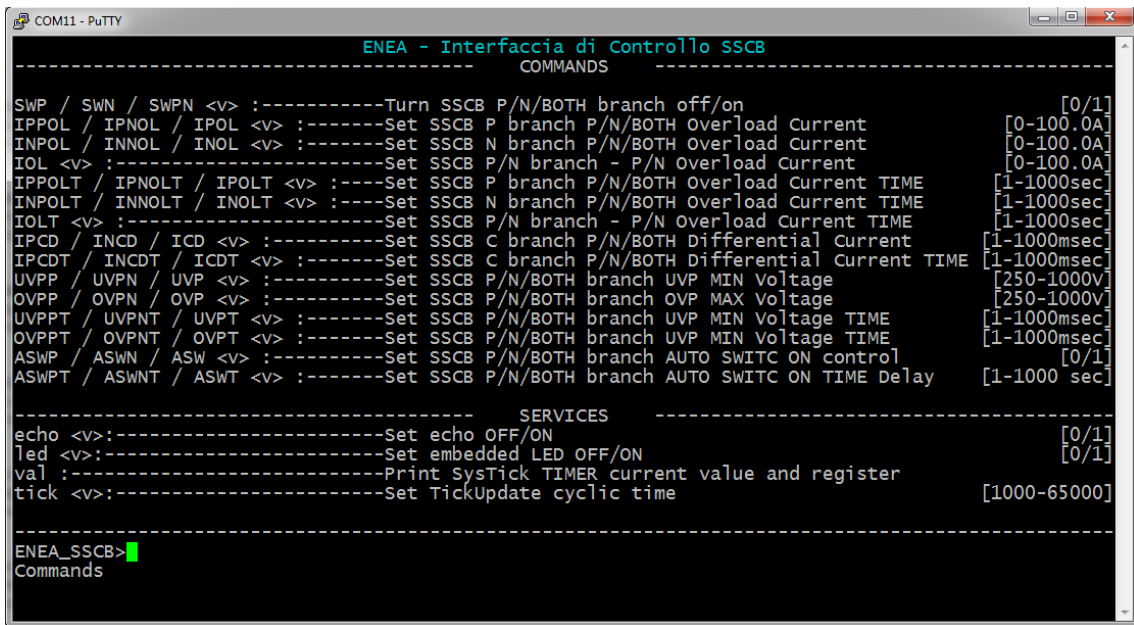 COM11 - PuTTY
ENEA - Interfaccia di Controllo SSCB
----------------------------------------- COMMANDS -----------------------------------------
SWP / SWN / SWPN <v> :-----------Turn SSCB P/N/BOTH branch off/on [0/1]
IPPOL / IPNOL / IPOL <v> :-------Set SSCB P branch P/N/BOTH Overload Current [0-100.0A]
INPOL / INNOL / INOL <v> :-------Set SSCB N branch P/N/BOTH Overload Current [0-100.0A]
IOL <v> :------------------------Set SSCB P/N branch - P/N Overload Current [0-100.0A]
IPPOLT / IPNOLT / IPOLT <v> :----Set SSCB P branch P/N/BOTH Overload Current TIME [1-1000sec]
INPOLT / INNOLT / INOLT <v> :----Set SSCB N branch P/N/BOTH Overload Current TIME [1-1000sec]
IOLT <v> :-----------------------Set SSCB P/N branch - P/N Overload Current TIME [1-1000sec]
IPCD / INCD / ICD <v> :----------Set SSCB C branch P/N/BOTH Differential Current [1-1000msec]
IPCDT / INCDT / ICDT <v> :-------Set SSCB C branch P/N/BOTH Differential Current TIME [1-1000msec]
UVPP / UVPN / UVP <v> :----------Set SSCB P/N/BOTH branch UVP MIN Voltage [250-1000V]
OVPP / OVPN / OVP <v> :----------Set SSCB P/N/BOTH branch OVP MAX Voltage [250-1000V]
UVPPT / UVPNT / UVPT <v> :-------Set SSCB P/N/BOTH branch UVP MIN Voltage TIME [1-1000msec]
OVPPT / OVPNT / OVPT <v> :-------Set SSCB P/N/BOTH branch UVP MIN Voltage TIME [1-1000msec]
ASWP / ASWN / ASW <v> :----------Set SSCB P/N/BOTH branch AUTO SWITC ON control [0/1]
ASWPT / ASWNT / ASWT <v> :-------Set SSCB P/N/BOTH branch AUTO SWITC ON TIME Delay [1-1000 sec]
----------------------------------------- SERVICES -----------------------------------------
echo <v>:------------------------Set echo OFF/ON [0/1]
led <v>:-------------------------Set embedded LED OFF/ON [0/1]
val :----------------------------Print SysTick TIMER current value and register
tick <v>:------------------------Set TickUpdate cyclic time [1000-65000]
--------------------------------------------------------------------------------------------------
ENEA_SSCB>
Commands